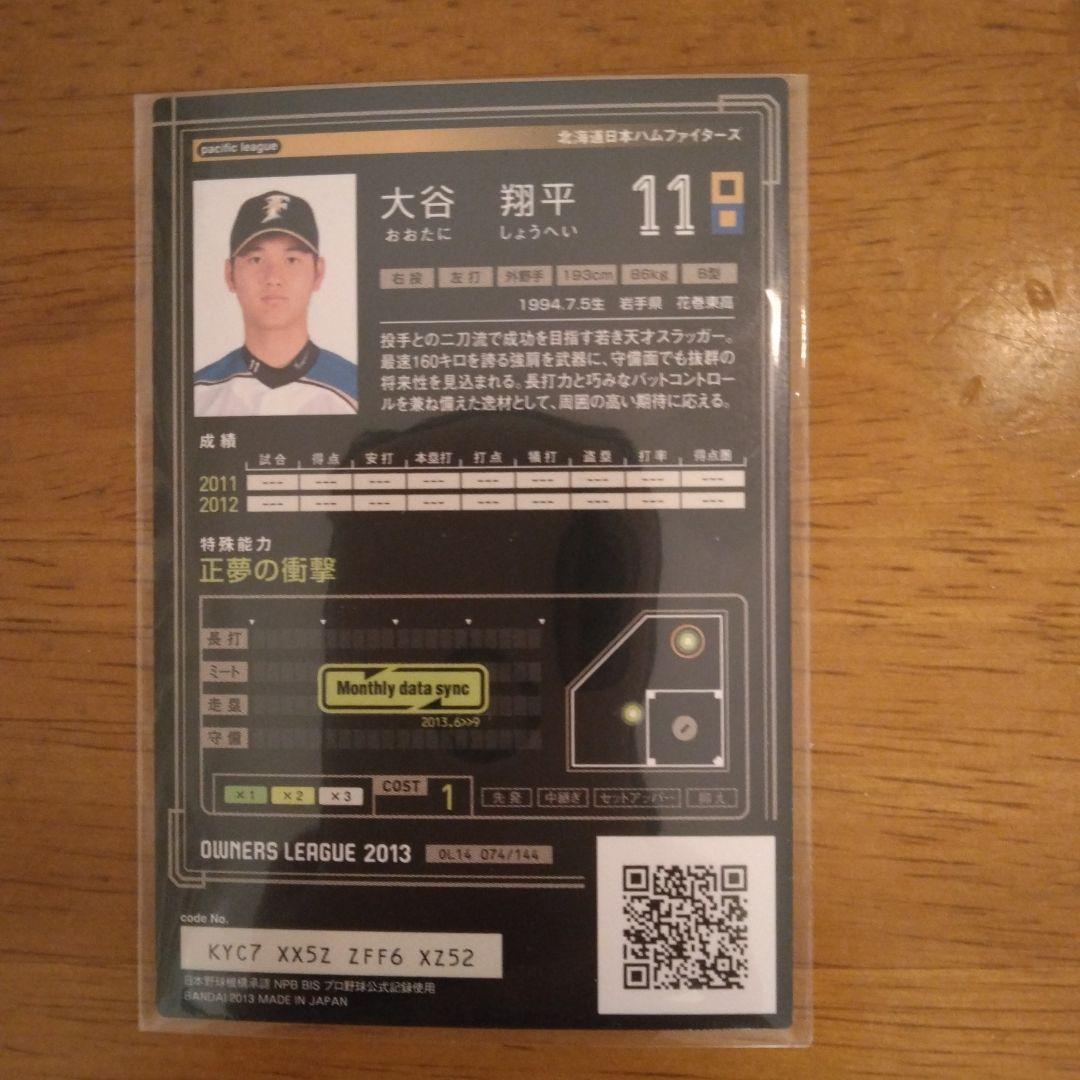 pacific league 北海道日本ハムファイターズ
大谷 翔平 11
おおたに しょうへい
右投 左打 外野手 193cm 86kg B型
1994.7.5生 岩手県 花巻東高
投手との二刀流で成功を目指す若き天才スラッガー。
最速160キロを誇る強肩を武器に、守備面でも抜群の
将来性を見込まれる。長打力と巧みなバットコントロー
ルを兼ね備えた逸材として、周囲の高い期待に応える。
成績
試合 得点 安打 本塁打 打点 犠打 盗塁 打率 得点圏
2011 --- --- --- --- --- --- --- --- ---
2012 --- --- --- --- --- --- --- --- ---
特殊能力
正夢の衝撃
長打
ミート
走塁
守備
Monthly data sync
2013.6>>9
×1 ×2 ×3 COST 1 先発 中継ぎ セットアッパー 抑え
OWNERS LEAGUE 2013 OL14 074/144
code No.
KYC7 XX5Z ZFF6 XZ52
日本野球機構承認 NPB BIS プロ野球公式記録使用
BANDAI 2013 MADE IN JAPAN